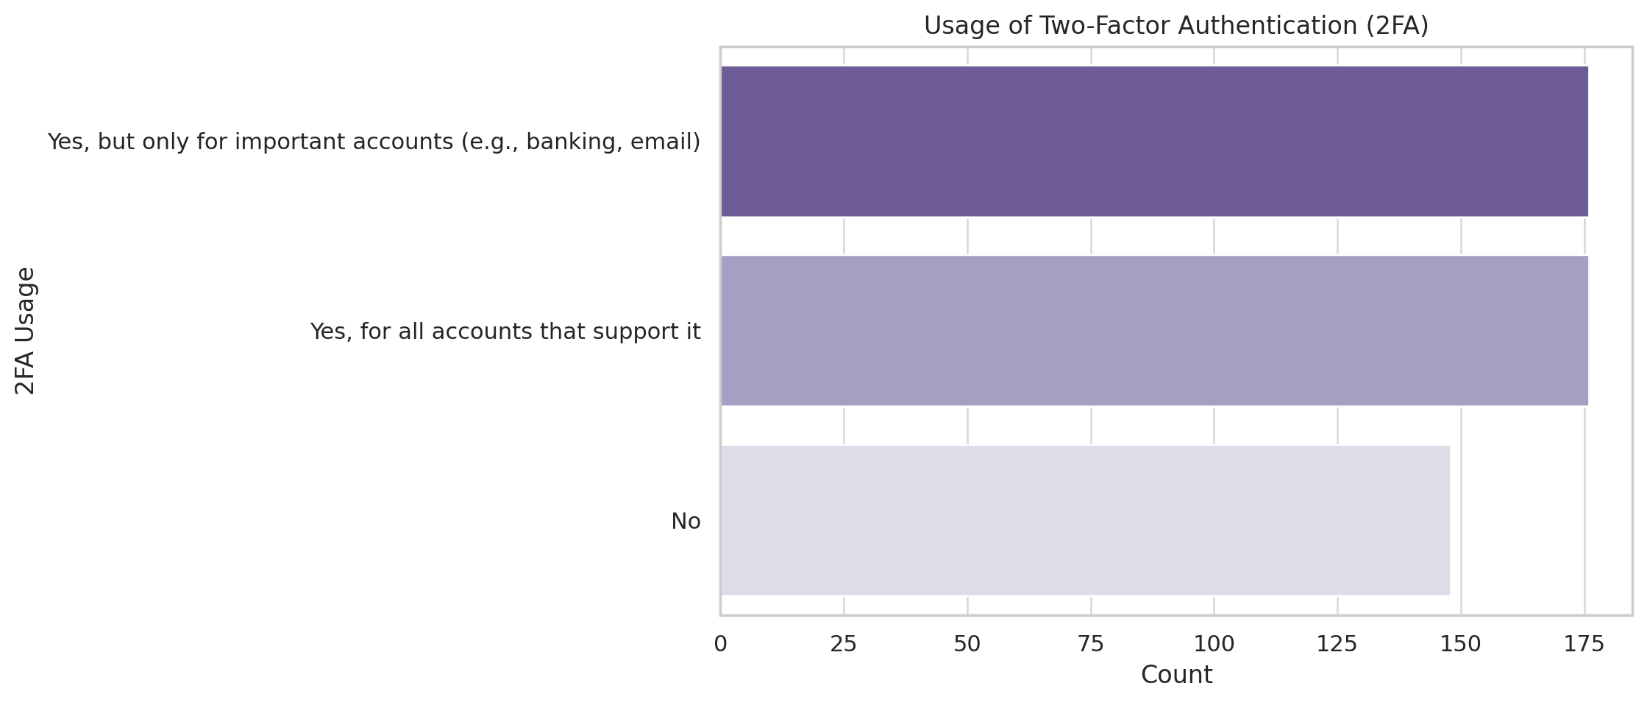 Usage of Two-Factor Authentication (2FA)
2FA Usage
Yes, but only for important accounts (e.g., banking, email)
Yes, for all accounts that support it
No
0 25 50 75 100 125 150 175
Count